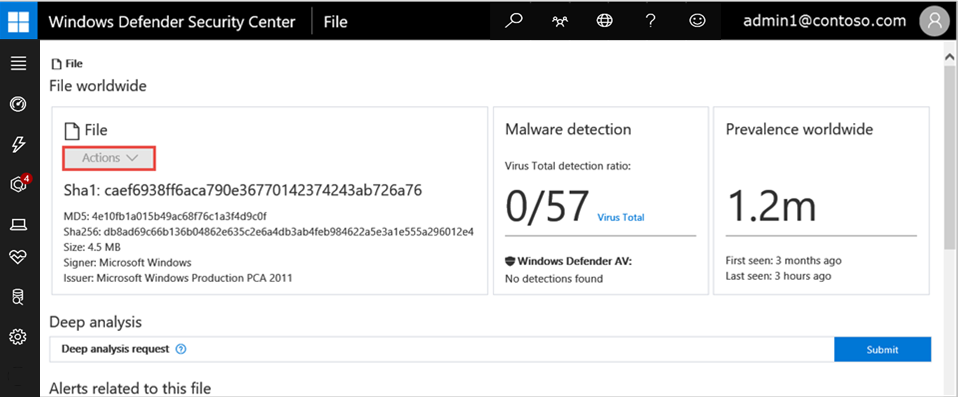 Windows Defender Security Center
File
?
admin1@contoso.com
File
File worldwide
4
File
Actions
Sha1: caef6938ff6aca790e36770142374243ab726a76
MD5: 4e10fb1a015b49ac68f76c1a3f4d9c0f
Sha256: db8ad69c66b136b04862e635c2e6a4db3ab4feb984622a5e3a1e555a296012e4
Size: 4.5 MB
Signer: Microsoft Windows
Issuer: Microsoft Windows Production PCA 2011
Malware detection
Virus Total detection ratio:
0/57 Virus Total
Windows Defender AV:
No detections found
Prevalence worldwide
1.2m
First seen: 3 months ago
Last seen: 3 hours ago
Deep analysis
Deep analysis request ?
Submit
Alerts related to this file